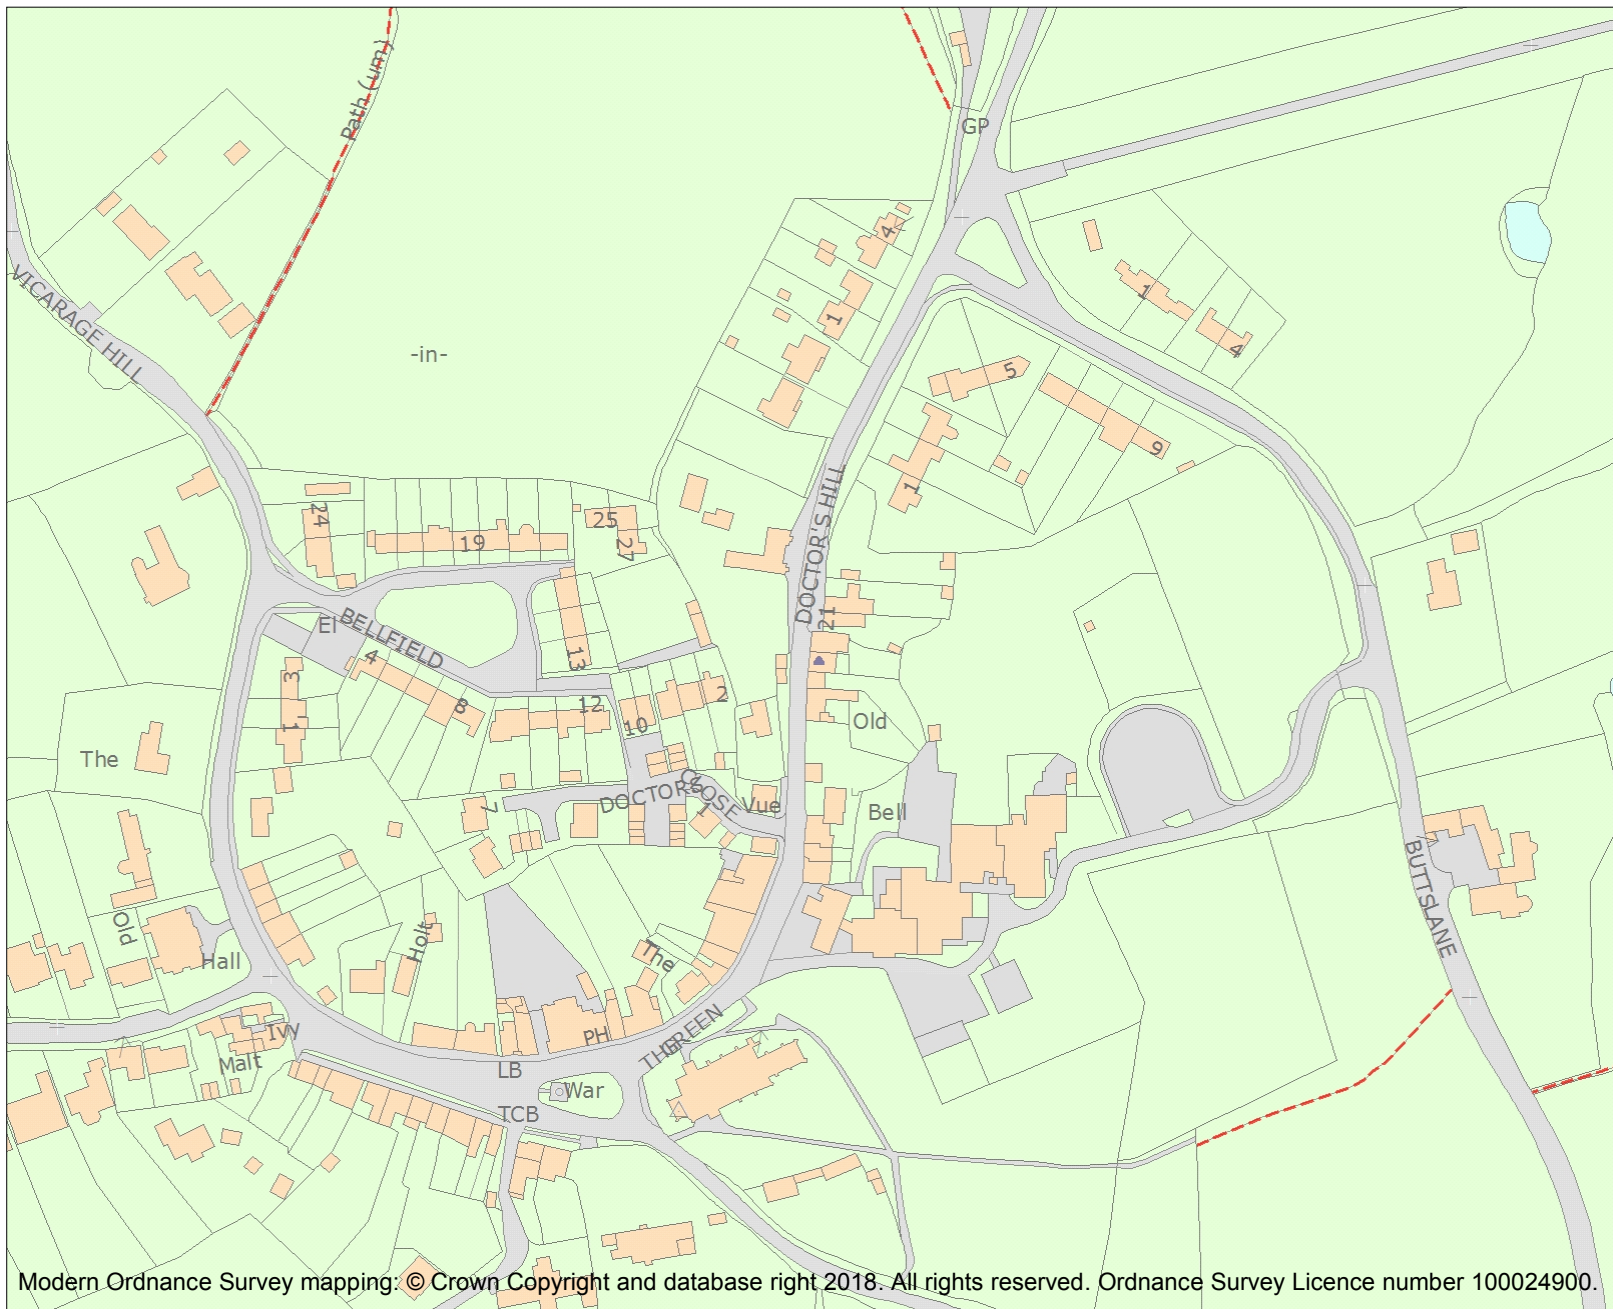 Path (um)
GP
VICARAGE HILL
-in-
4
1
1
4
5
9
1
DOCTOR'S HILL
24
19
25
27
21
El
BELLFIELD
4
13
3
1
8
12
10
2
Old
The
7
DOCTORS
CLOSE
1
Vue
Bell
BUTTSLANE
Old
Hall
Holt
The
Ivy
Malt
PH
THE
GREEN
LB
War
TCB
Modern Ordnance Survey mapping: © Crown Copyright and database right 2018. All rights reserved. Ordnance Survey Licence number 100024900.